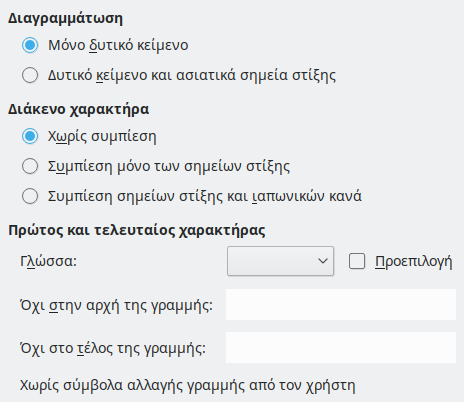 Διαγραμμάτωση
Μόνο δυτικό κείμενο
Δυτικό κείμενο και ασιατικά σημεία στίξης
Διάκενο χαρακτήρα
Χωρίς συμπίεση
Συμπίεση μόνο των σημείων στίξης
Συμπίεση σημείων στίξης και ιαπωνικών κανά
Πρώτος και τελευταίος χαρακτήρας
Γλώσσα: Προεπιλογή
Όχι στην αρχή της γραμμής:
Όχι στο τέλος της γραμμής:
Χωρίς σύμβολα αλλαγής γραμμής από τον χρήστη